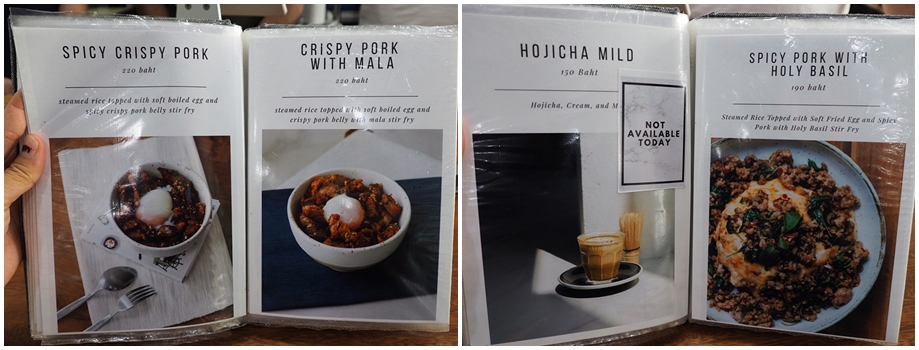 SPICY CRISPY PORK
220 baht
steamed rice topped with soft boiled egg and
spicy crispy pork belly stir fry
CRISPY PORK
WITH MALA
220 baht
steamed rice topped with soft boiled egg and
crispy pork belly with mala stir fry
HOJICHA MILD
150 Baht
Hojicha, Cream, and M
NOT
AVAILABLE
TODAY
SPICY PORK WITH
HOLY BASIL
190 baht
Steamed Rice Topped with Soft Fried Egg and Spicy
Pork with Holy Basil Stir Fry